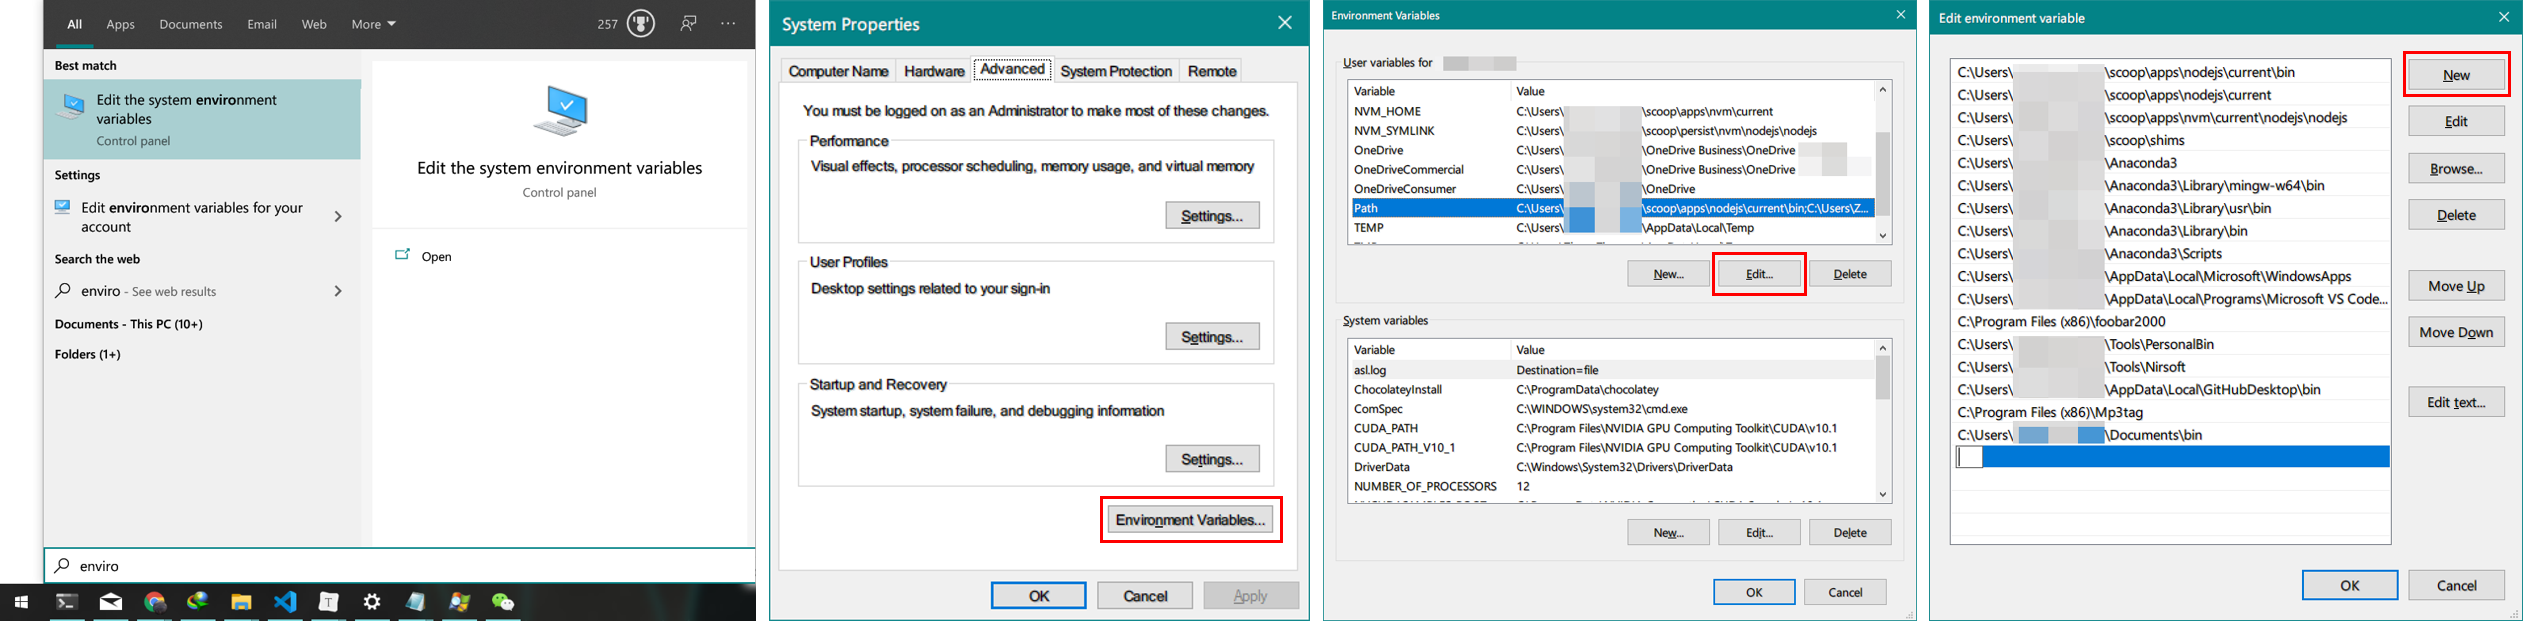 All Apps Documents Email Web More 257
Best match
Edit the system environment
variables
Control panel
Settings
Edit environment variables for your
account
Search the web
enviro - See web results
Documents - This PC (10+)
Folders (1+)
Edit the system environment variables
Control panel
Open
enviro
System Properties
Computer Name Hardware Advanced System Protection Remote
You must be logged on as an Administrator to make most of these changes.
Performance
Visual effects, processor scheduling, memory usage, and virtual memory
Settings...
User Profiles
Desktop settings related to your sign-in
Settings...
Startup and Recovery
System startup, system failure, and debugging information
Settings...
Environment Variables...
OK Cancel Apply
Environment Variables
User variables for
Variable Value
NVM_HOME C:\Users\ \scoop\apps\nvm\current
NVM_SYMLINK C:\Users\ \scoop\persist\nvm\nodejs\nodejs
OneDrive C:\Users\ \OneDrive Business\OneDrive
OneDriveCommercial C:\Users\ \OneDrive Business\OneDrive
OneDriveConsumer C:\Users\ \OneDrive
Path C:\Users\ \scoop\apps\nodejs\current\bin;C:\Users\Z...
TEMP C:\Users\ \AppData\Local\Temp
New... Edit... Delete
System variables
Variable Value
asl.log Destination=file
ChocolateyInstall C:\ProgramData\chocolatey
ComSpec C:\WINDOWS\system32\cmd.exe
CUDA_PATH C:\Program Files\NVIDIA GPU Computing Toolkit\CUDA\v10.1
CUDA_PATH_V10_1 C:\Program Files\NVIDIA GPU Computing Toolkit\CUDA\v10.1
DriverData C:\Windows\System32\Drivers\DriverData
NUMBER_OF_PROCESSORS 12
New... Edit... Delete
OK Cancel
Edit environment variable
C:\Users\ \scoop\apps\nodejs\current\bin
C:\Users\ \scoop\apps\nodejs\current
C:\Users\ \scoop\apps\nvm\current\nodejs\nodejs
C:\Users\ \scoop\shims
C:\Users\ \Anaconda3
C:\Users\ \Anaconda3\Library\mingw-w64\bin
C:\Users\ \Anaconda3\Library\usr\bin
C:\Users\ \Anaconda3\Library\bin
C:\Users\ \Anaconda3\Scripts
C:\Users\ \AppData\Local\Microsoft\WindowsApps
C:\Users\ \AppData\Local\Programs\Microsoft VS Code...
C:\Program Files (x86)\foobar2000
C:\Users\ \Tools\PersonalBin
C:\Users\ \Tools\Nirsoft
C:\Users\ \AppData\Local\GitHubDesktop\bin
C:\Program Files (x86)\Mp3tag
C:\Users\ \Documents\bin
New
Edit
Browse...
Delete
Move Up
Move Down
Edit text...
OK Cancel